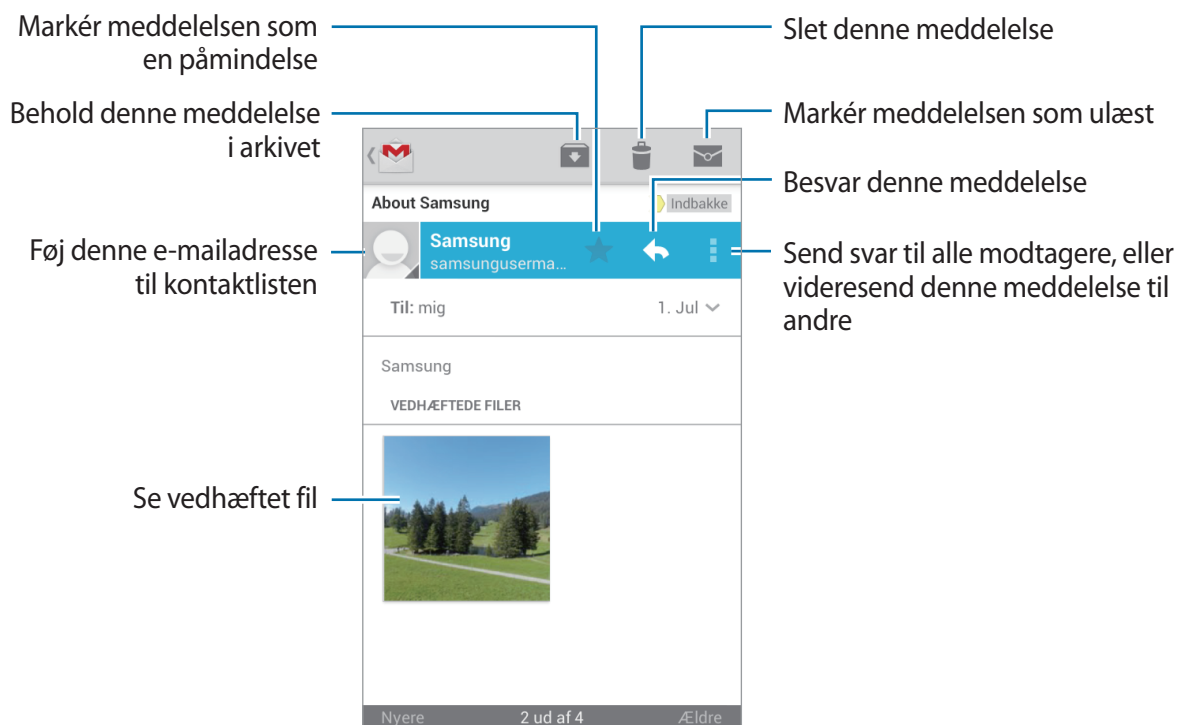 Markér meddelelsen som
en påmindelse
Behold denne meddelelse
i arkivet
Føj denne e-mailadresse
til kontaktlisten
Se vedhæftet fil
Slet denne meddelelse
Markér meddelelsen som ulæst
Besvar denne meddelelse
Send svar til alle modtagere, eller
videresend denne meddelelse til
andre
About Samsung
Indbakke
Samsung
samsunguserma...
Til: mig
1. Jul
Samsung
VEDHÆFTEDE FILER
Nyere
2 ud af 4
Ældre